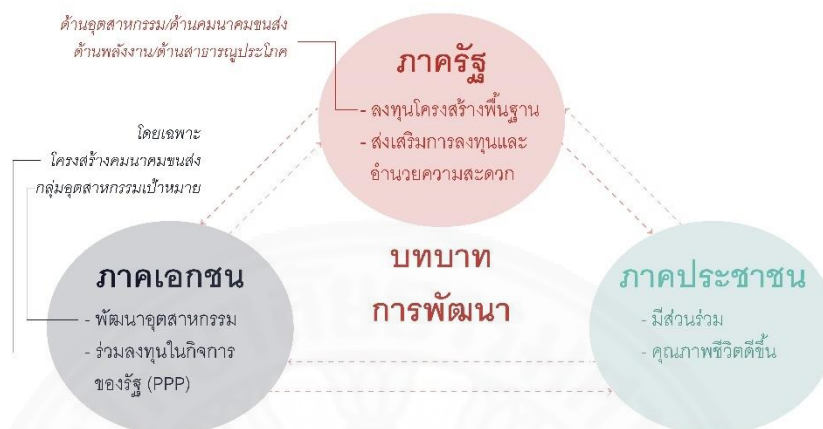 ด้านอุตสาหกรรม/ด้านคมนาคมขนส่ง
ด้านพลังงาน/ด้านสาธารณูประโภค
ภาครัฐ
- ลงทุนโครงสร้างพื้นฐาน
- ส่งเสริมการลงทุนและ
อำนวยความสะดวก
โดยเฉพาะ
โครงสร้างคมนาคมขนส่ง
กลุ่มอุตสาหกรรมเป้าหมาย
ภาคเอกชน
- พัฒนาอุตสาหกรรม
- ร่วมลงทุนในกิจการ
ของรัฐ (PPP)
บทบาท
การพัฒนา
ภาคประชาชน
- มีส่วนร่วม
- คุณภาพชีวิตดีขึ้น